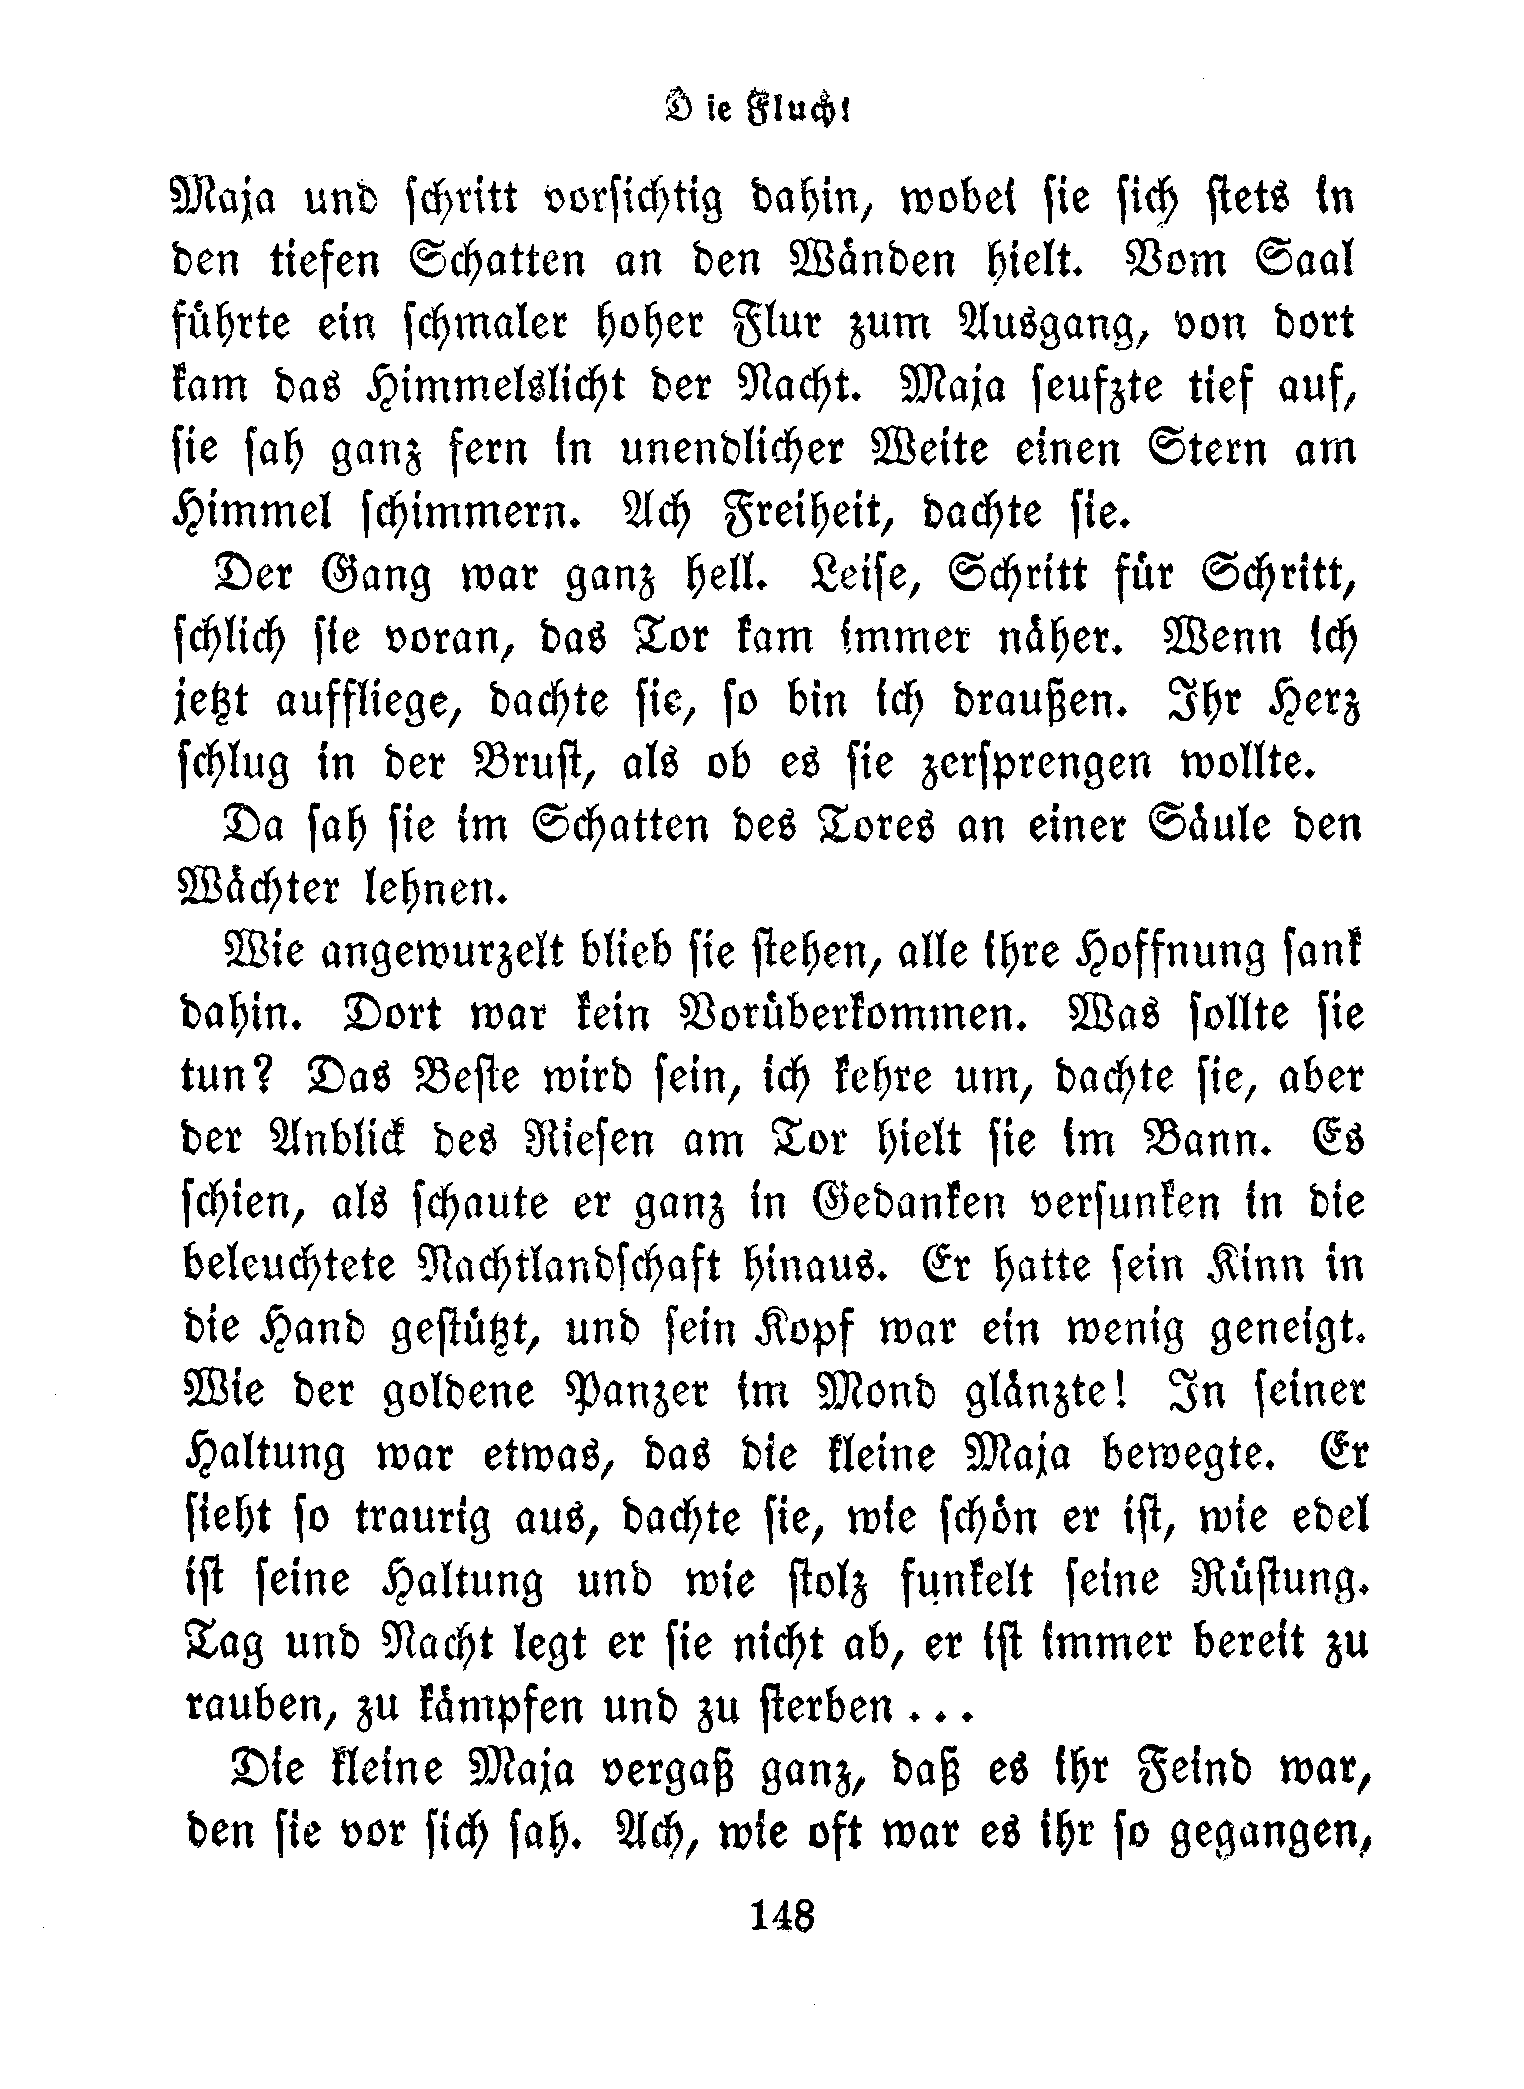 Die Flucht
Maja und schritt vorsichtig dahin, wobei sie sich stets in
den tiefen Schatten an den Wänden hielt. Vom Saal
führte ein schmaler hoher Flur zum Ausgang, von dort
kam das Himmelslicht der Nacht. Maja seufzte tief auf,
sie sah ganz fern in unendlicher Weite einen Stern am
Himmel schimmern. Ach Freiheit, dachte sie.
Der Gang war ganz hell. Leise, Schritt für Schritt,
schlich sie voran, das Tor kam immer näher. Wenn ich
jetzt auffliege, dachte sie, so bin ich draußen. Ihr Herz
schlug in der Brust, als ob es sie zersprengen wollte.
Da sah sie im Schatten des Tores an einer Säule den
Wächter lehnen.
Wie angewurzelt blieb sie stehen, alle ihre Hoffnung sank
dahin. Dort war kein Vorüberkommen. Was sollte sie
tun? Das Beste wird sein, ich kehre um, dachte sie, aber
der Anblick des Riesen am Tor hielt sie im Bann. Es
schien, als schaute er ganz in Gedanken versunken in die
beleuchtete Nachtlandschaft hinaus. Er hatte sein Kinn in
die Hand gestützt, und sein Kopf war ein wenig geneigt.
Wie der goldene Panzer im Mond glänzte! In seiner
Haltung war etwas, das die kleine Maja bewegte. Er
sieht so traurig aus, dachte sie, wie schön er ist, wie edel
ist seine Haltung und wie stolz funkelt seine Rüstung.
Tag und Nacht legt er sie nicht ab, er ist immer bereit zu
rauben, zu kämpfen und zu sterben . . .
Die kleine Maja vergaß ganz, daß es ihr Feind war,
den sie vor sich sah. Ach, wie oft war es ihr so gegangen,
148